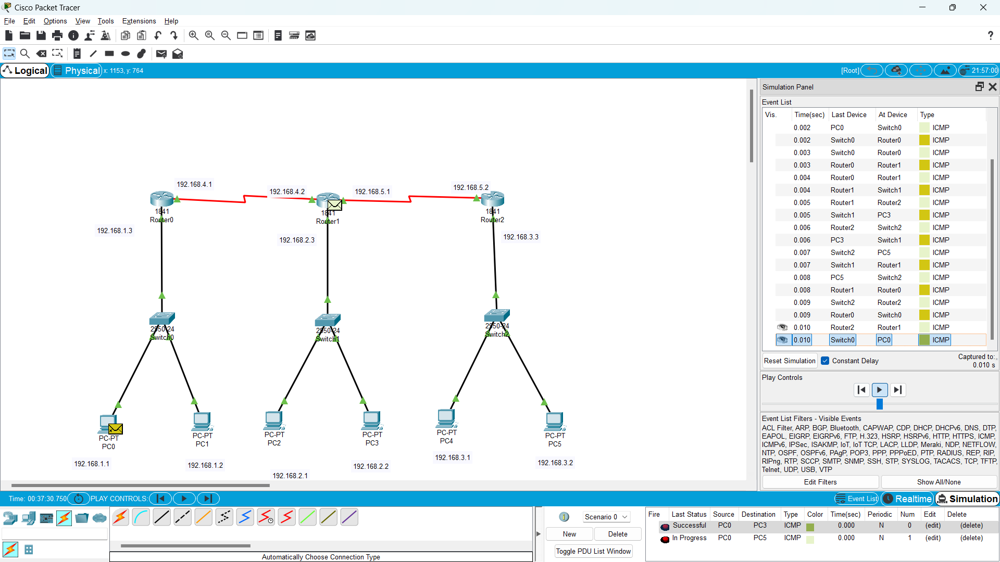 Cisco Packet Tracer
File Edit Options View Tools Extensions Help
?
Logical Physical x: 1153, y: 764 [Root] 21:57:00
192.168.4.1
192.168.4.2
192.168.5.1
192.168.5.2
1841
Router0
1841
Router1
1841
Router2
192.168.1.3
192.168.2.3
192.168.3.3
2950-24
Switch0
2950-24
Switch1
2950-24
Switch2
PC-PT
PC0
PC-PT
PC1
PC-PT
PC2
PC-PT
PC3
PC-PT
PC4
PC-PT
PC5
192.168.1.1
192.168.1.2
192.168.2.1
192.168.2.2
192.168.3.1
192.168.3.2
Simulation Panel
Event List
Vis. Time(sec) Last Device At Device Type
0.002 PC0 Switch0 ICMP
0.002 Switch0 Router0 ICMP
0.003 Switch0 Router0 ICMP
0.003 Router0 Router1 ICMP
0.004 Router0 Router1 ICMP
0.004 Router1 Switch1 ICMP
0.005 Router1 Router2 ICMP
0.005 Switch1 PC3 ICMP
0.006 Router2 Switch2 ICMP
0.006 PC3 Switch1 ICMP
0.007 Switch2 PC5 ICMP
0.007 Switch1 Router1 ICMP
0.008 PC5 Switch2 ICMP
0.008 Router1 Router0 ICMP
0.009 Switch2 Router2 ICMP
0.009 Router0 Switch0 ICMP
0.010 Router2 Router1 ICMP
0.010 Switch0 PC0 ICMP
Reset Simulation Constant Delay Captured to:
0.010 s
Play Controls
Event List Filters - Visible Events
ACL Filter, ARP, BGP, Bluetooth, CAPWAP, CDP, DHCP, DHCPv6, DNS, DTP,
EAPOL, EIGRP, EIGRPv6, FTP, H.323, HSRP, HSRPv6, HTTP, HTTPS, ICMP,
ICMPv6, IPSec, ISAKMP, IoT, IoT TCP, LACP, LLDP, Meraki, NDP, NETFLOW,
NTP, OSPF, OSPFv6, PAgP, POP3, PPP, PPPoED, PTP, RADIUS, REP, RIP,
RIPng, RTP, SCCP, SMTP, SNMP, SSH, STP, SYSLOG, TACACS, TCP, TFTP,
Telnet, UDP, USB, VTP
Edit Filters Show All/None
Time: 00:37:30.750 PLAY CONTROLS: Event List Realtime Simulation
Automatically Choose Connection Type
Scenario 0
New Delete
Toggle PDU List Window
Fire Last Status Source Destination Type Color Time(sec) Periodic Num Edit Delete
Successful PC0 PC3 ICMP 0.000 N 0 (edit) (delete)
In Progress PC0 PC5 ICMP 0.000 N 1 (edit) (delete)